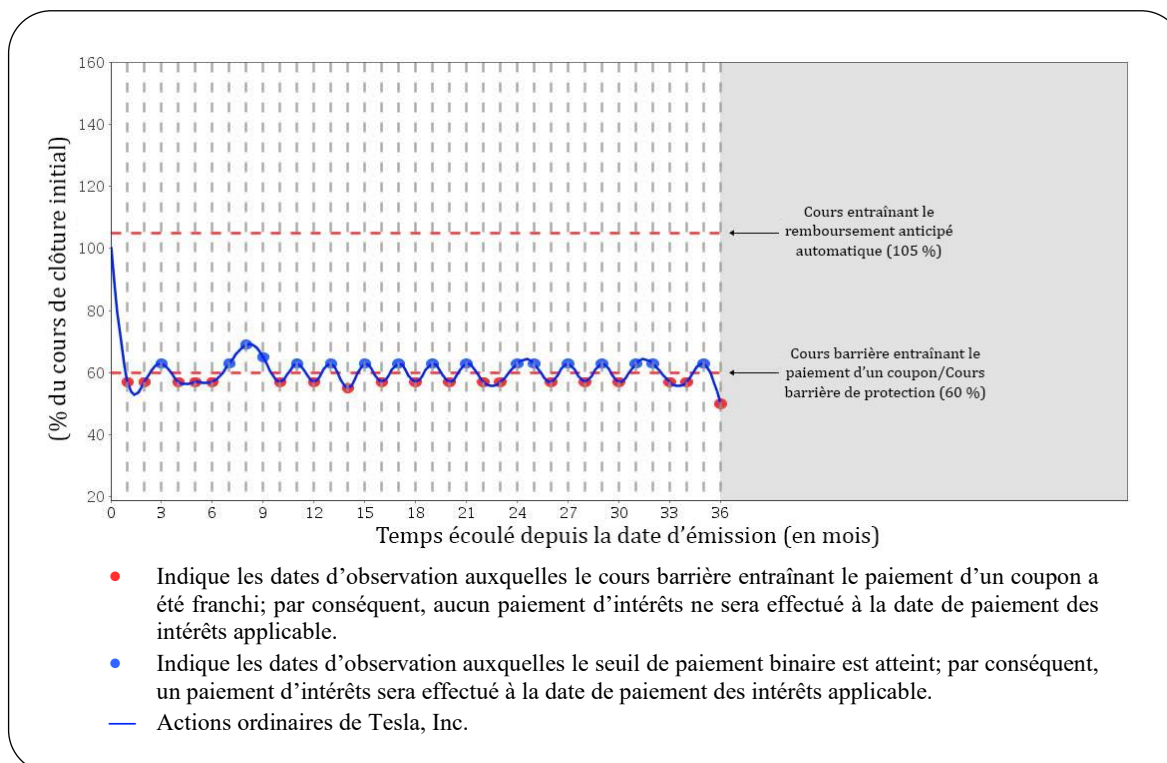 160
140
120
100
80
60
40
20
(% du cours de clôture initial)
Cours entraînant le
remboursement anticipé
automatique (105 %)
Cours barrière entraînant le
paiement d'un coupon/Cours
barrière de protection (60 %)
0 3 6 9 12 13 15 18 21 24 27 30 33 36
Temps écoulé depuis la date d'émission (en mois)
Indique les dates d'observation auxquelles le cours barrière entraînant le paiement d'un coupon a
été franchi; par conséquent, aucun paiement d'intérêts ne sera effectué à la date de paiement des
intérêts applicable.
Indique les dates d'observation auxquelles le seuil de paiement binaire est atteint; par conséquent,
un paiement d'intérêts sera effectué à la date de paiement des intérêts applicable.
Actions ordinaires de Tesla, Inc.